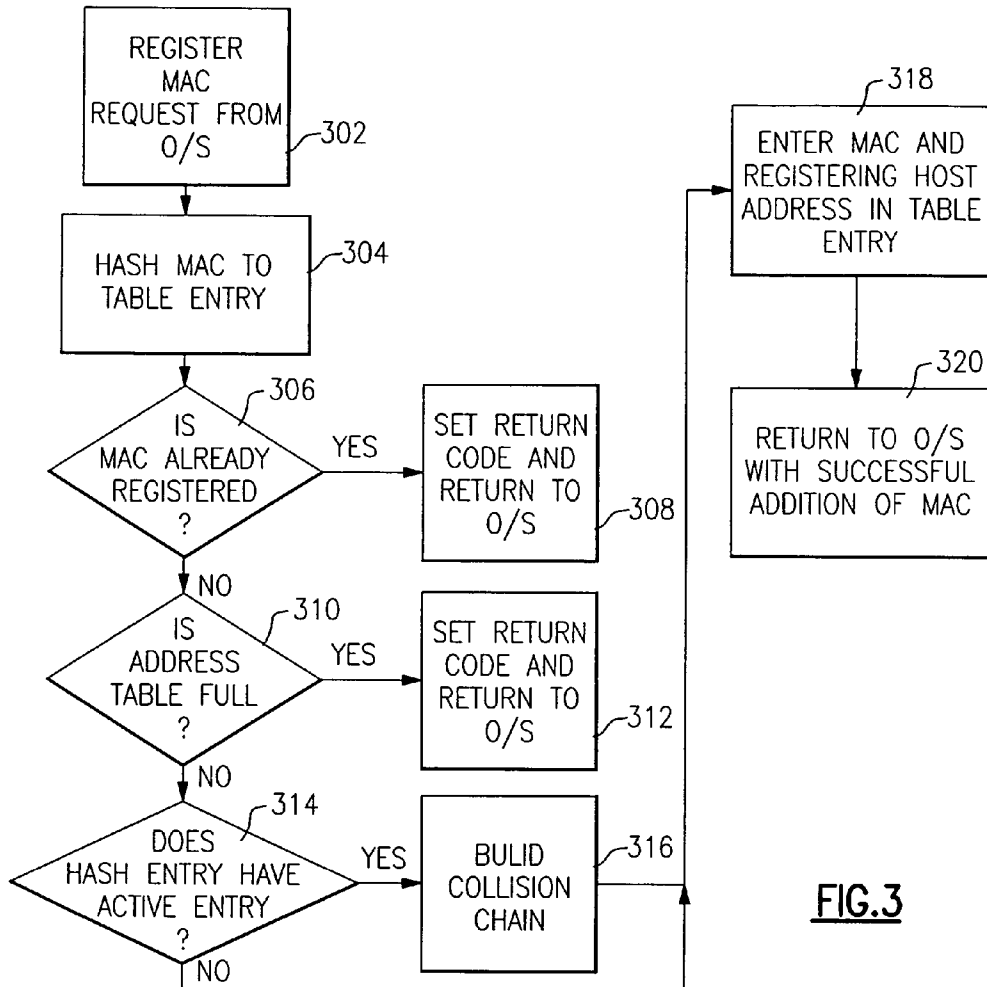 REGISTER
MAC
REQUEST FROM
O/S
302
HASH MAC TO
TABLE ENTRY
304
IS
MAC ALREADY
REGISTERED
?
306
YES
SET RETURN
CODE AND
RETURN TO
O/S
308
NO
IS
ADDRESS
TABLE FULL
?
310
YES
SET RETURN
CODE AND
RETURN TO
O/S
312
NO
DOES
HASH ENTRY HAVE
ACTIVE ENTRY
?
314
YES
BULID
COLLISION
CHAIN
316
NO
318
ENTER MAC AND
REGISTERING HOST
ADDRESS IN TABLE
ENTRY
320
RETURN TO O/S
WITH SUCCESSFUL
ADDITION OF MAC
FIG.3